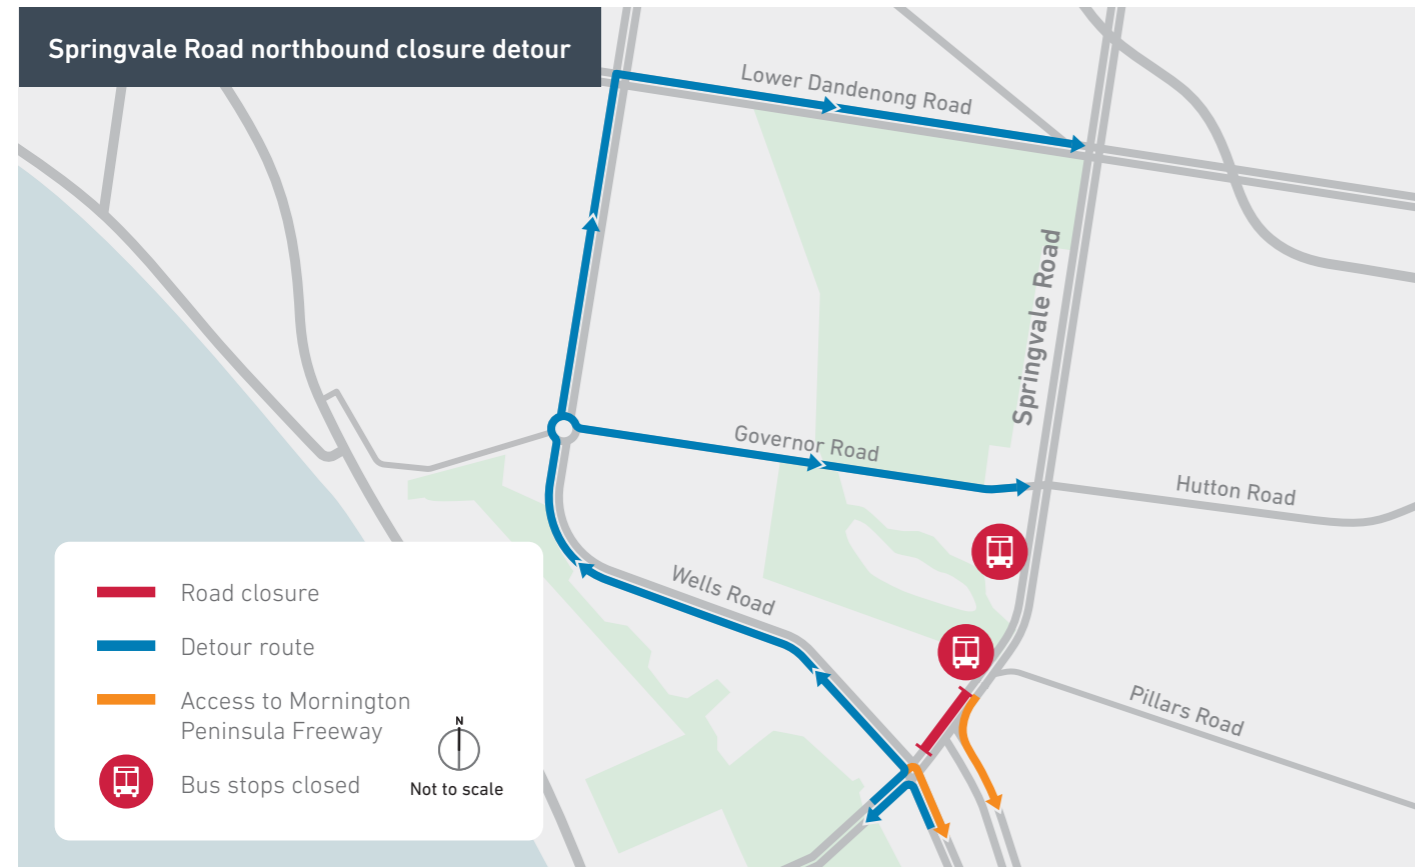 Springvale Road northbound closure detour
Lower Dandenong Road
Springvale Road
Governor Road
Hutton Road
Wells Road
Pillars Road
Road closure
Detour route
Access to Mornington
Peninsula Freeway
N
Bus stops closed
Not to scale